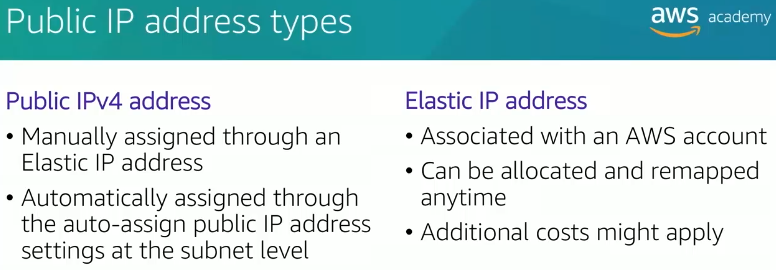 Public IP address types
aws academy
Public IPv4 address
• Manually assigned through an
Elastic IP address
• Automatically assigned through
the auto-assign public IP address
settings at the subnet level
Elastic IP address
• Associated with an AWS account
• Can be allocated and remapped
anytime
• Additional costs might apply